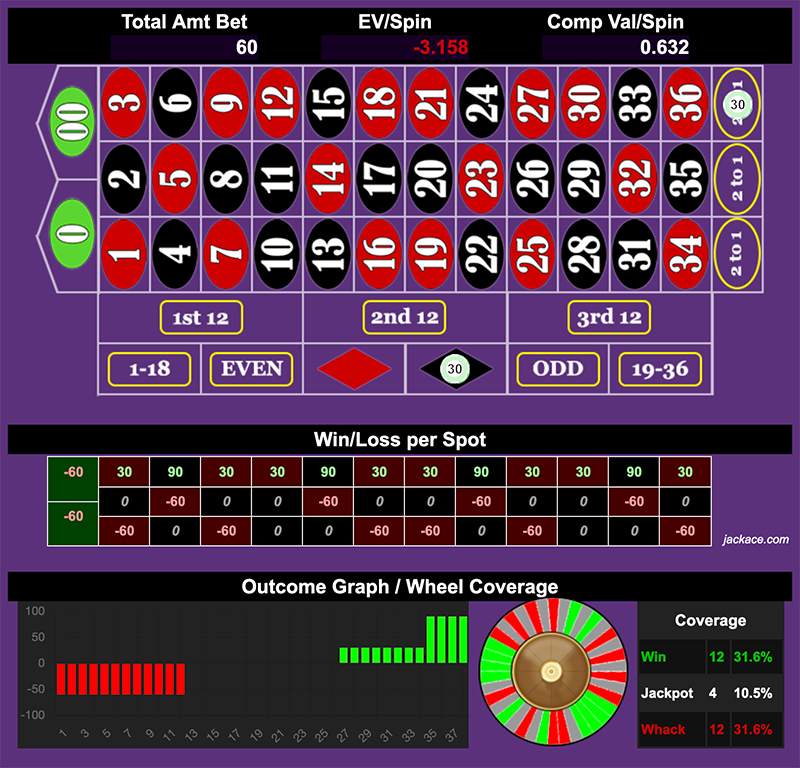 Total Amt Bet EV/Spin Comp Val/Spin
60 -3.158 0.632
00 3 6 9 12 15 18 21 24 27 30 33 36 30
2 5 8 11 14 17 20 23 26 29 32 35 2 to 1
0 1 4 7 10 13 16 19 22 25 28 31 34 2 to 1
1st 12 2nd 12 3rd 12
1-18 EVEN 30 ODD 19-36
Win/Loss per Spot
-60 30 90 30 30 90 30 30 90 30 30 90 30
0 -60 0 0 -60 0 0 -60 0 0 -60 0
-60 -60 0 -60 0 0 -60 -60 0 -60 0 0 -60
jackace.com
Outcome Graph / Wheel Coverage
100
50
0
-50
-100
1 3 5 7 9 11 13 15 17 19 21 23 25 27 29 31 33 35 37
Coverage
Win 12 31.6%
Jackpot 4 10.5%
Whack 12 31.6%